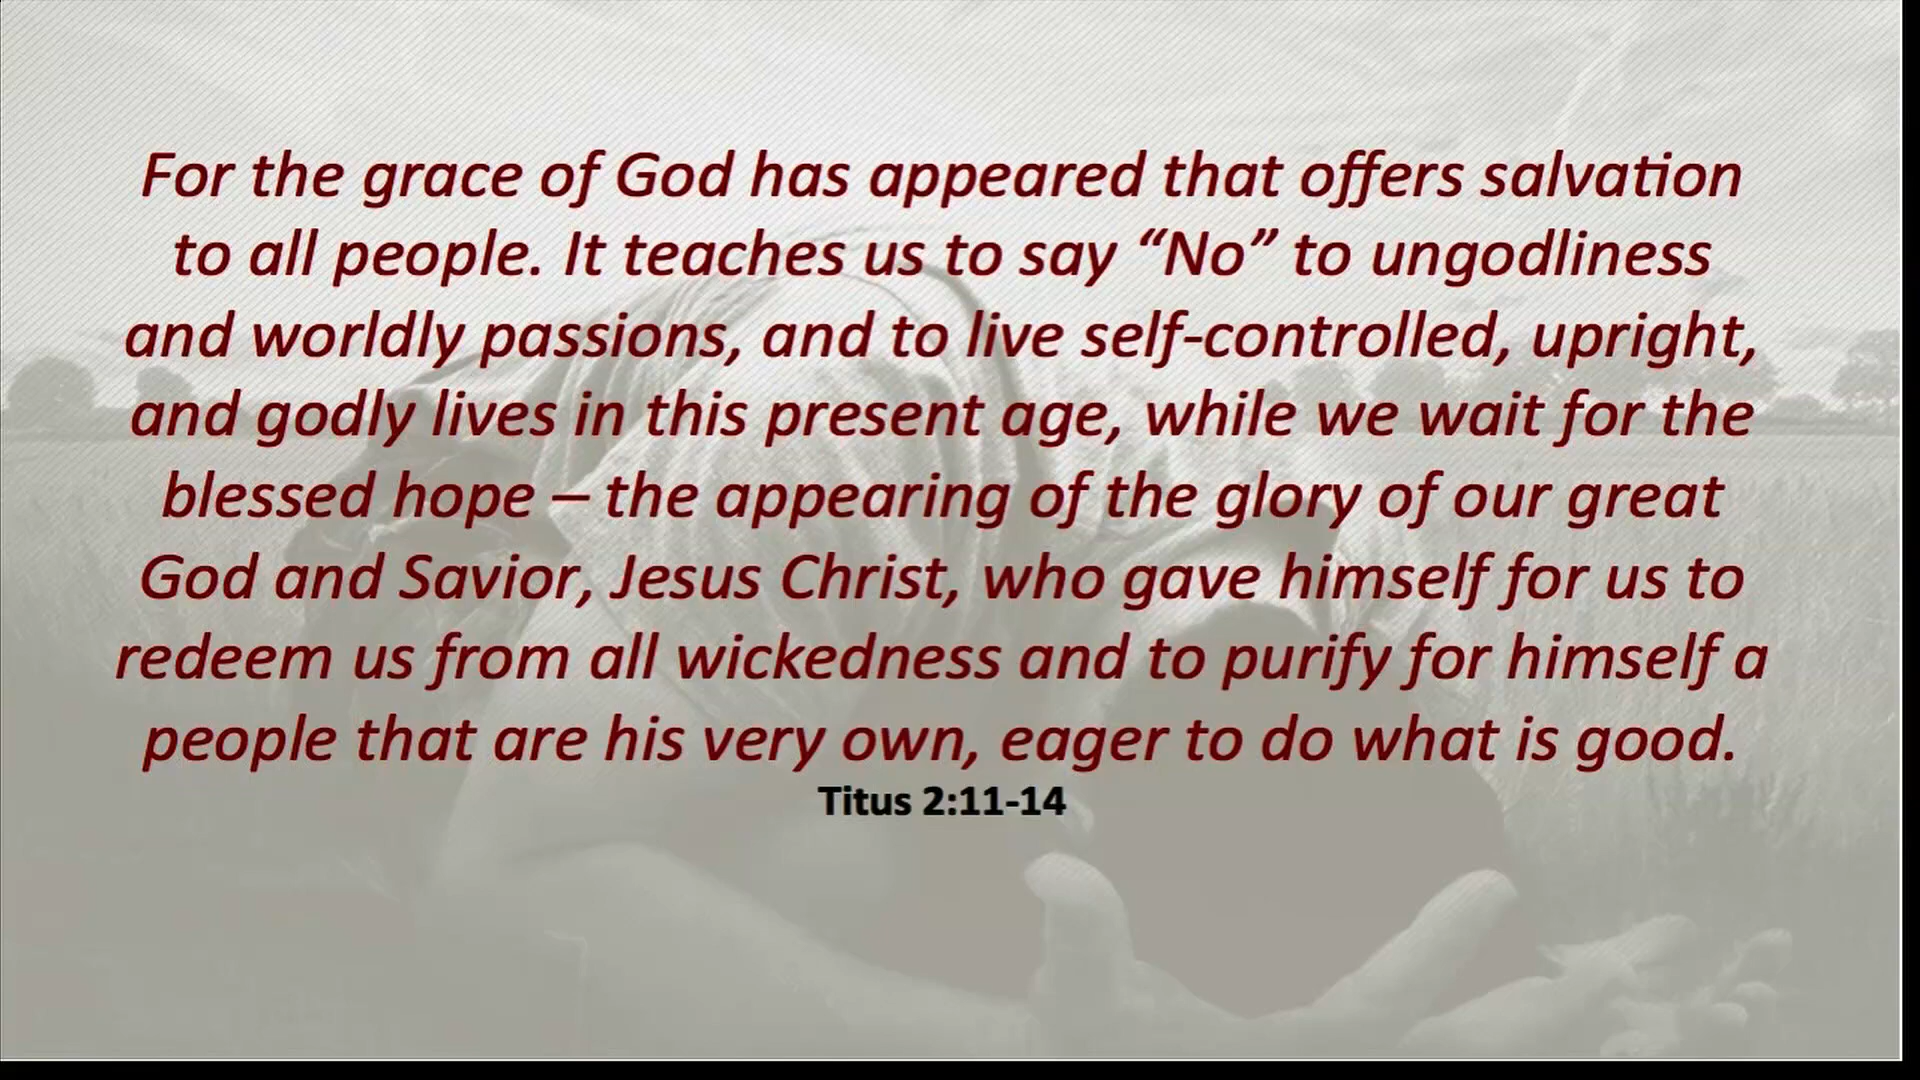 For the grace of God has appeared that offers salvation
to all people. It teaches us to say “No” to ungodliness
and worldly passions, and to live self-controlled, upright,
and godly lives in this present age, while we wait for the
blessed hope – the appearing of the glory of our great
God and Savior, Jesus Christ, who gave himself for us to
redeem us from all wickedness and to purify for himself a
people that are his very own, eager to do what is good.
Titus 2:11-14